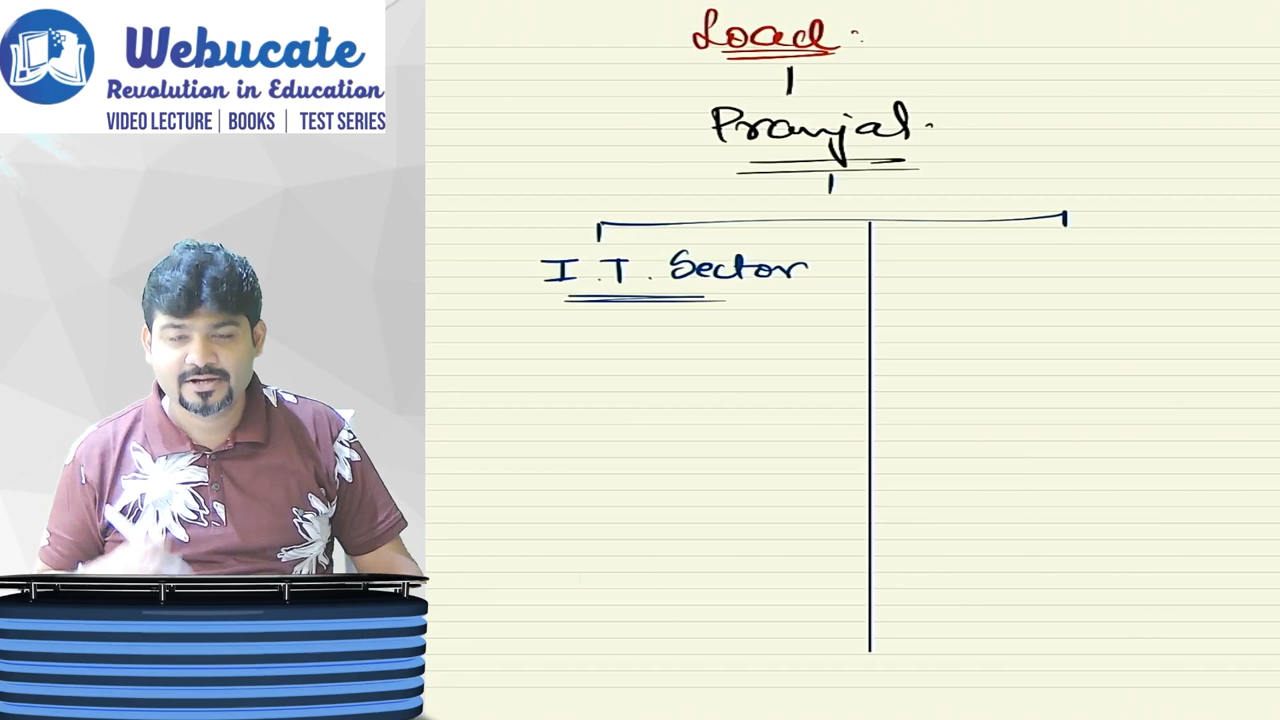 Webucate
Revolution in Education
VIDEO LECTURE | BOOKS | TEST SERIES
Load.
Pranjal.
I.T. Sector